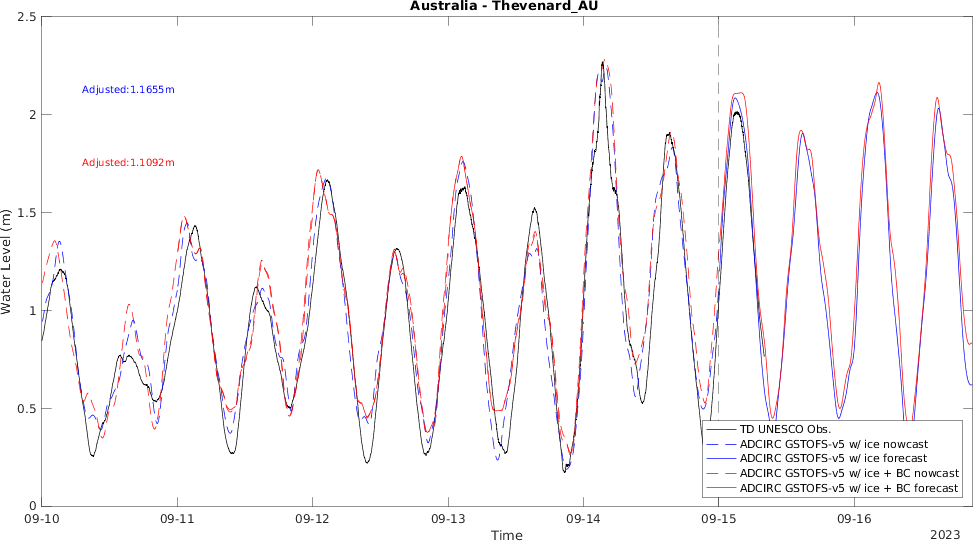 Australia - Thevenard_AU
2.5
2
1.5
1
0.5
0
Water Level (m)
Adjusted:1.1655m
Adjusted:1.1092m
TD UNESCO Obs.
ADCIRC GSTOFS-v5 w/ ice nowcast
ADCIRC GSTOFS-v5 w/ ice forecast
ADCIRC GSTOFS-v5 w/ ice + BC nowcast
ADCIRC GSTOFS-v5 w/ ice + BC forecast
09-10 09-11 09-12 09-13 09-14 09-15 09-16
Time
2023